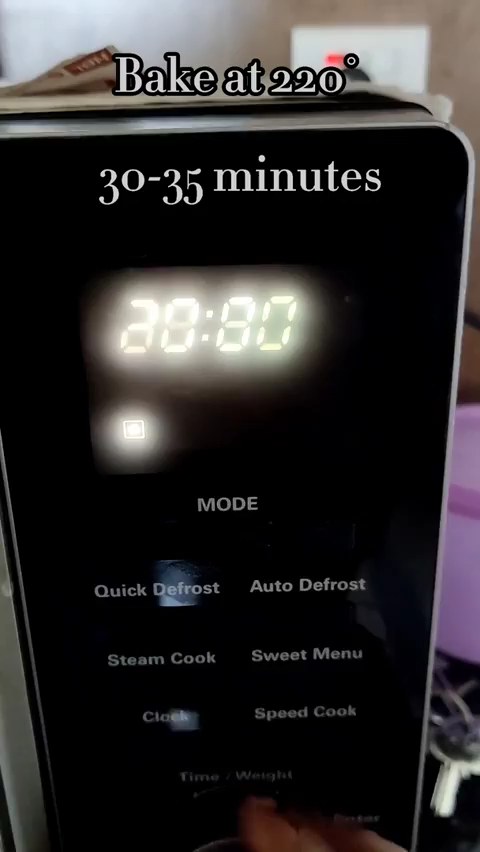 Bake at 220°
30-35 minutes
MODE
Quick Defrost Auto Defrost
Steam Cook Sweet Menu
Clock Speed Cook
Time / Weight